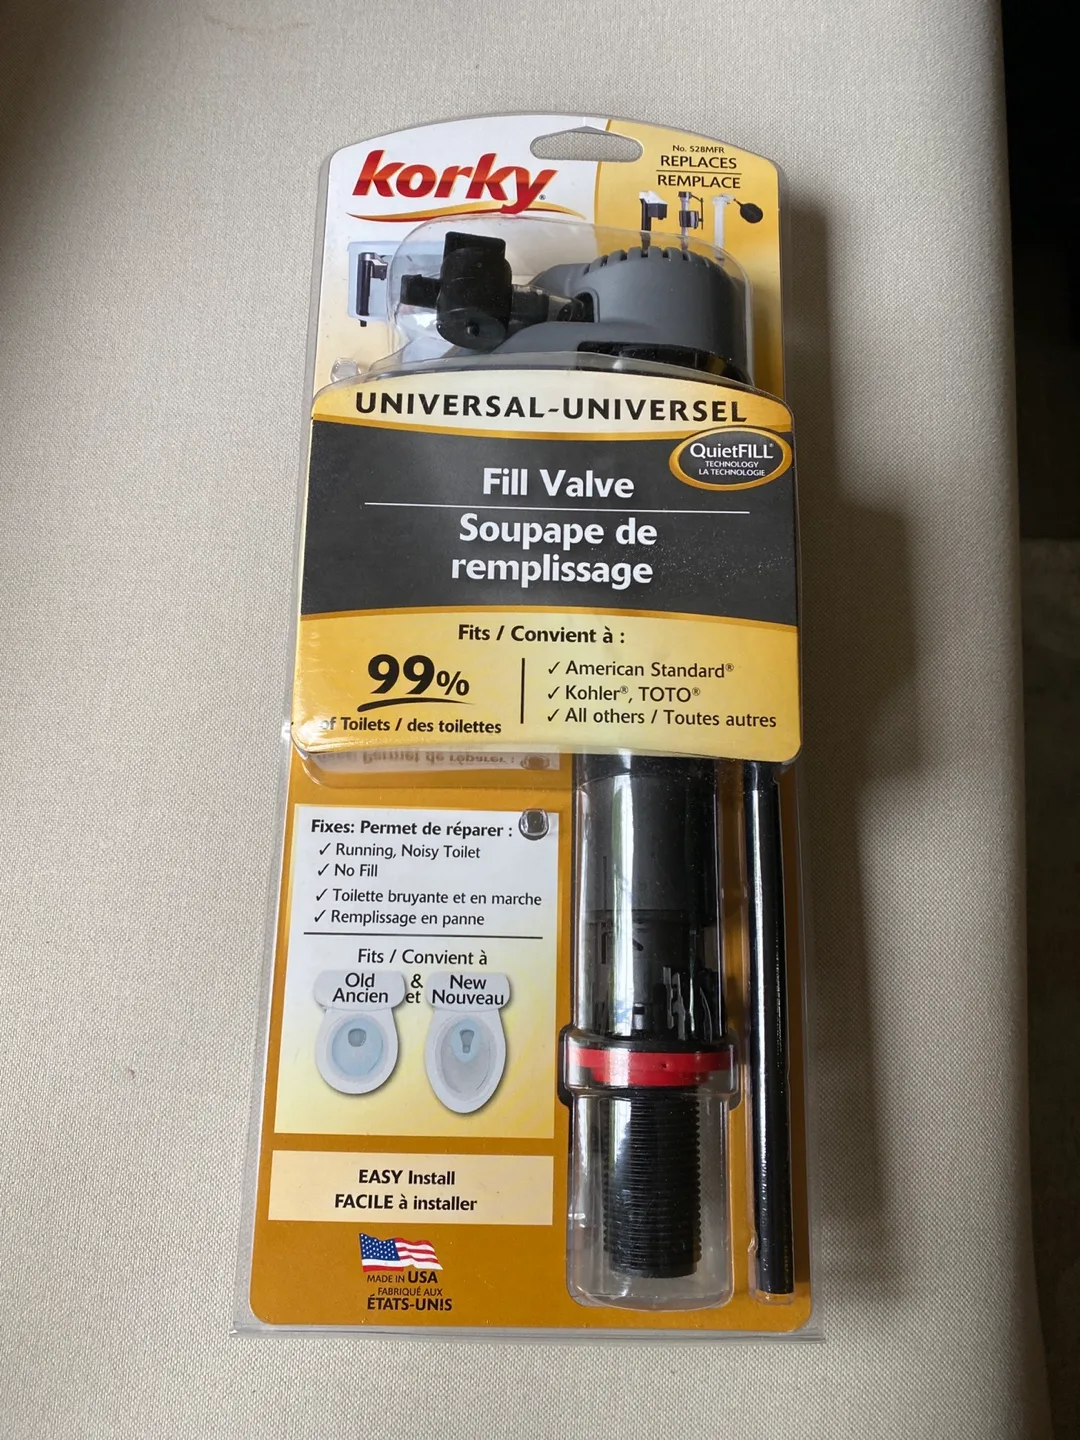 korky®
No. 528MFR
REPLACES
REMPLACE
UNIVERSAL-UNIVERSEL
QuietFILL®
TECHNOLOGY
LA TECHNOLOGIE
Fill Valve
Soupape de
remplissage
Fits / Convient à :
99%
of Toilets / des toilettes
✓ American Standard®
✓ Kohler®, TOTO®
✓ All others / Toutes autres
Permet de réparer :
Fixes: Permet de réparer :
✓ Running, Noisy Toilet
✓ No Fill
✓ Toilette bruyante et en marche
✓ Remplissage en panne
Fits / Convient à
Old & New
Ancien et Nouveau
EASY Install
FACILE à installer
MADE IN USA
FABRIQUÉ AUX
ÉTATS-UNIS